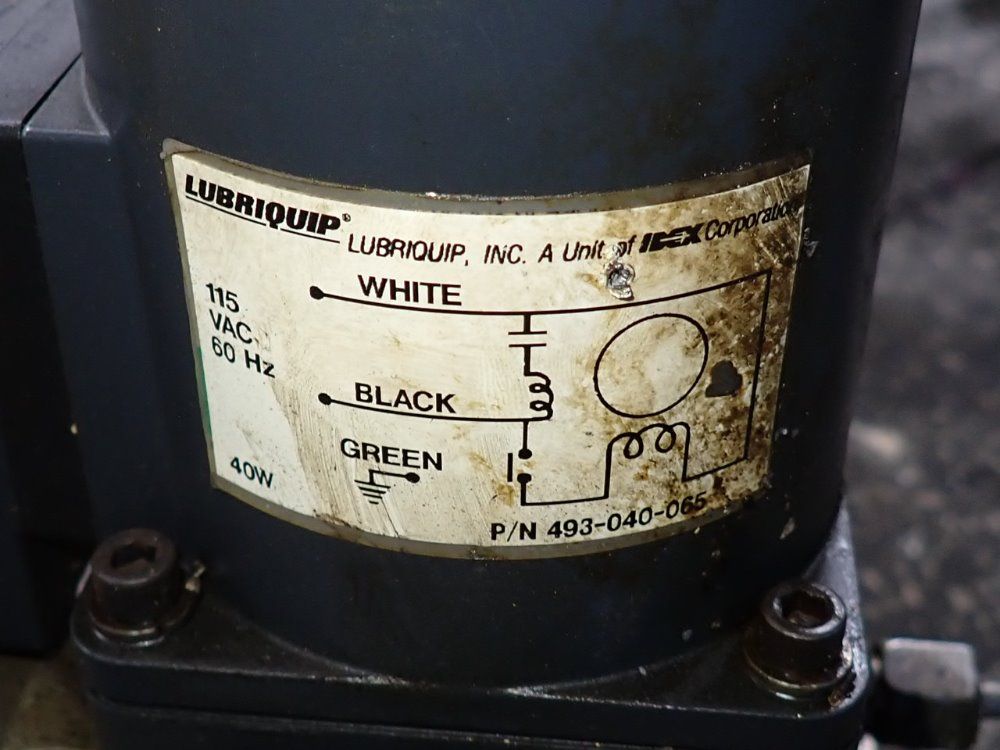 LUBRIQUIP® LUBRIQUIP, INC. A Unit of IDEX Corporation
WHITE
115
VAC
60 Hz
BLACK
GREEN
40W
P/N 493-040-065